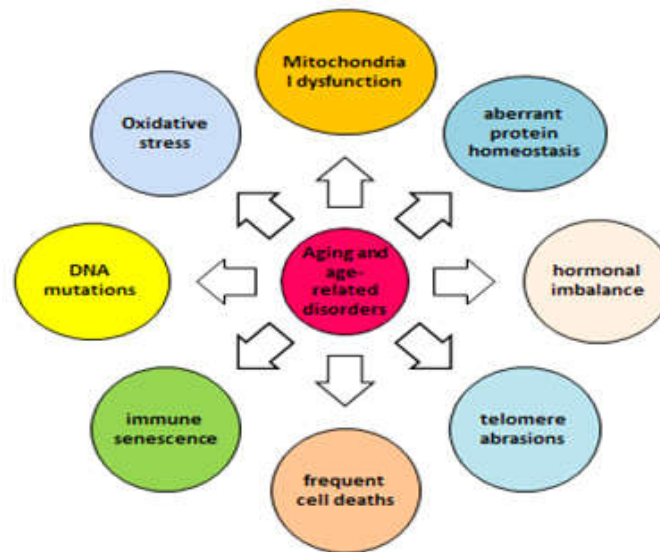 Mitochondria
l dysfunction
Oxidative
stress
aberrant
protein
homeostasis
Aging and
age-
related
disorders
DNA
mutations
hormonal
imbalance
immune
senescence
telomere
abrasions
frequent
cell deaths